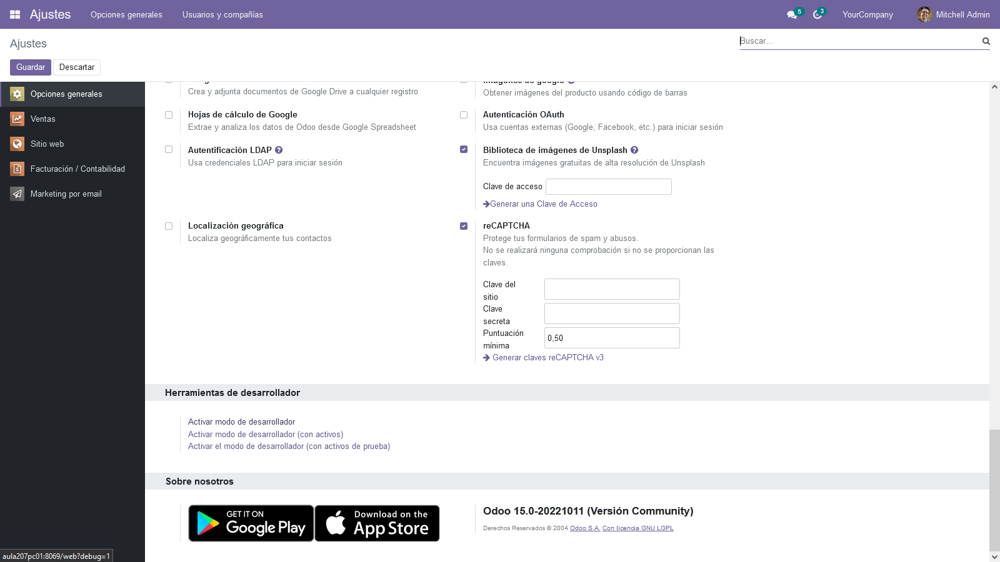 Ajustes
Opciones generales
Usuarios y compañías
5
3
YourCompany
Mitchell Admin
Ajustes
Buscar...
Guardar
Descartar
Opciones generales
Ventas
Sitio web
Facturación / Contabilidad
Marketing por email
Crea y adjunta documentos de Google Drive a cualquier registro
Imágenes de google
Obtener imágenes del producto usando código de barras
Hojas de cálculo de Google
Extrae y analiza los datos de Odoo desde Google Spreadsheet
Autenticación OAuth
Usa cuentas externas (Google, Facebook, etc.) para iniciar sesión
Autentificación LDAP
Usa credenciales LDAP para iniciar sesión
Biblioteca de imágenes de Unsplash
Encuentra imágenes gratuitas de alta resolución de Unsplash
Clave de acceso
Generar una Clave de Acceso
Localización geográfica
Localiza geográficamente tus contactos
reCAPTCHA
Protege tus formularios de spam y abusos.
No se realizará ninguna comprobación si no se proporcionan las
claves.
Clave del
sitio
Clave
secreta
Puntuación
mínima
0,50
Generar claves reCAPTCHA v3
Herramientas de desarrollador
Activar modo de desarrollador
Activar modo de desarrollador (con activos)
Activar el modo de desarrollador (con activos de prueba)
Sobre nosotros
GET IT ON
Google Play
Download on the
App Store
Odoo 15.0-20221011 (Versión Community)
Derechos Reservados © 2004 Odoo S.A. Con licencia GNU LGPL
aula207pc01:8069/web?debug=1